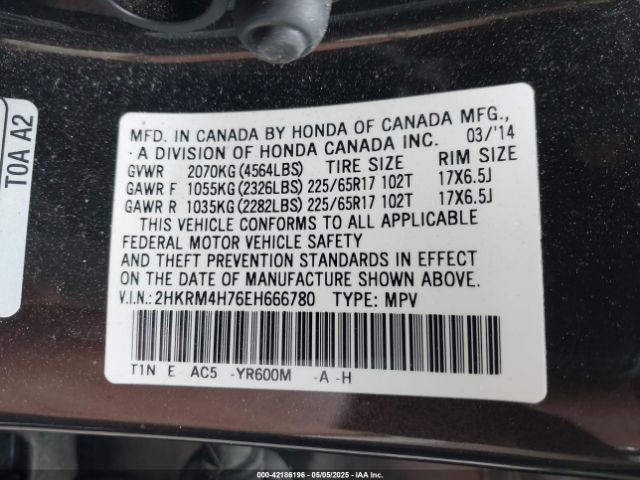 T0A A2
MFD. IN CANADA BY HONDA OF CANADA MFG.,
A DIVISION OF HONDA CANADA INC. 03/'14
GVWR 2070KG(4564LBS) TIRE SIZE RIM SIZE
GAWR F 1055KG(2326LBS) 225/65R17 102T 17X6.5J
GAWR R 1035KG(2282LBS) 225/65R17 102T 17X6.5J
THIS VEHICLE CONFORMS TO ALL APPLICABLE
FEDERAL MOTOR VEHICLE SAFETY
AND THEFT PREVENTION STANDARDS IN EFFECT
ON THE DATE OF MANUFACTURE SHOWN ABOVE.
V.I.N.: 2HKRM4H76EH666780 TYPE: MPV
T1N E AC5 -YR600M -A -H
000-42186196 - 05/05/2025 - IAA Inc.